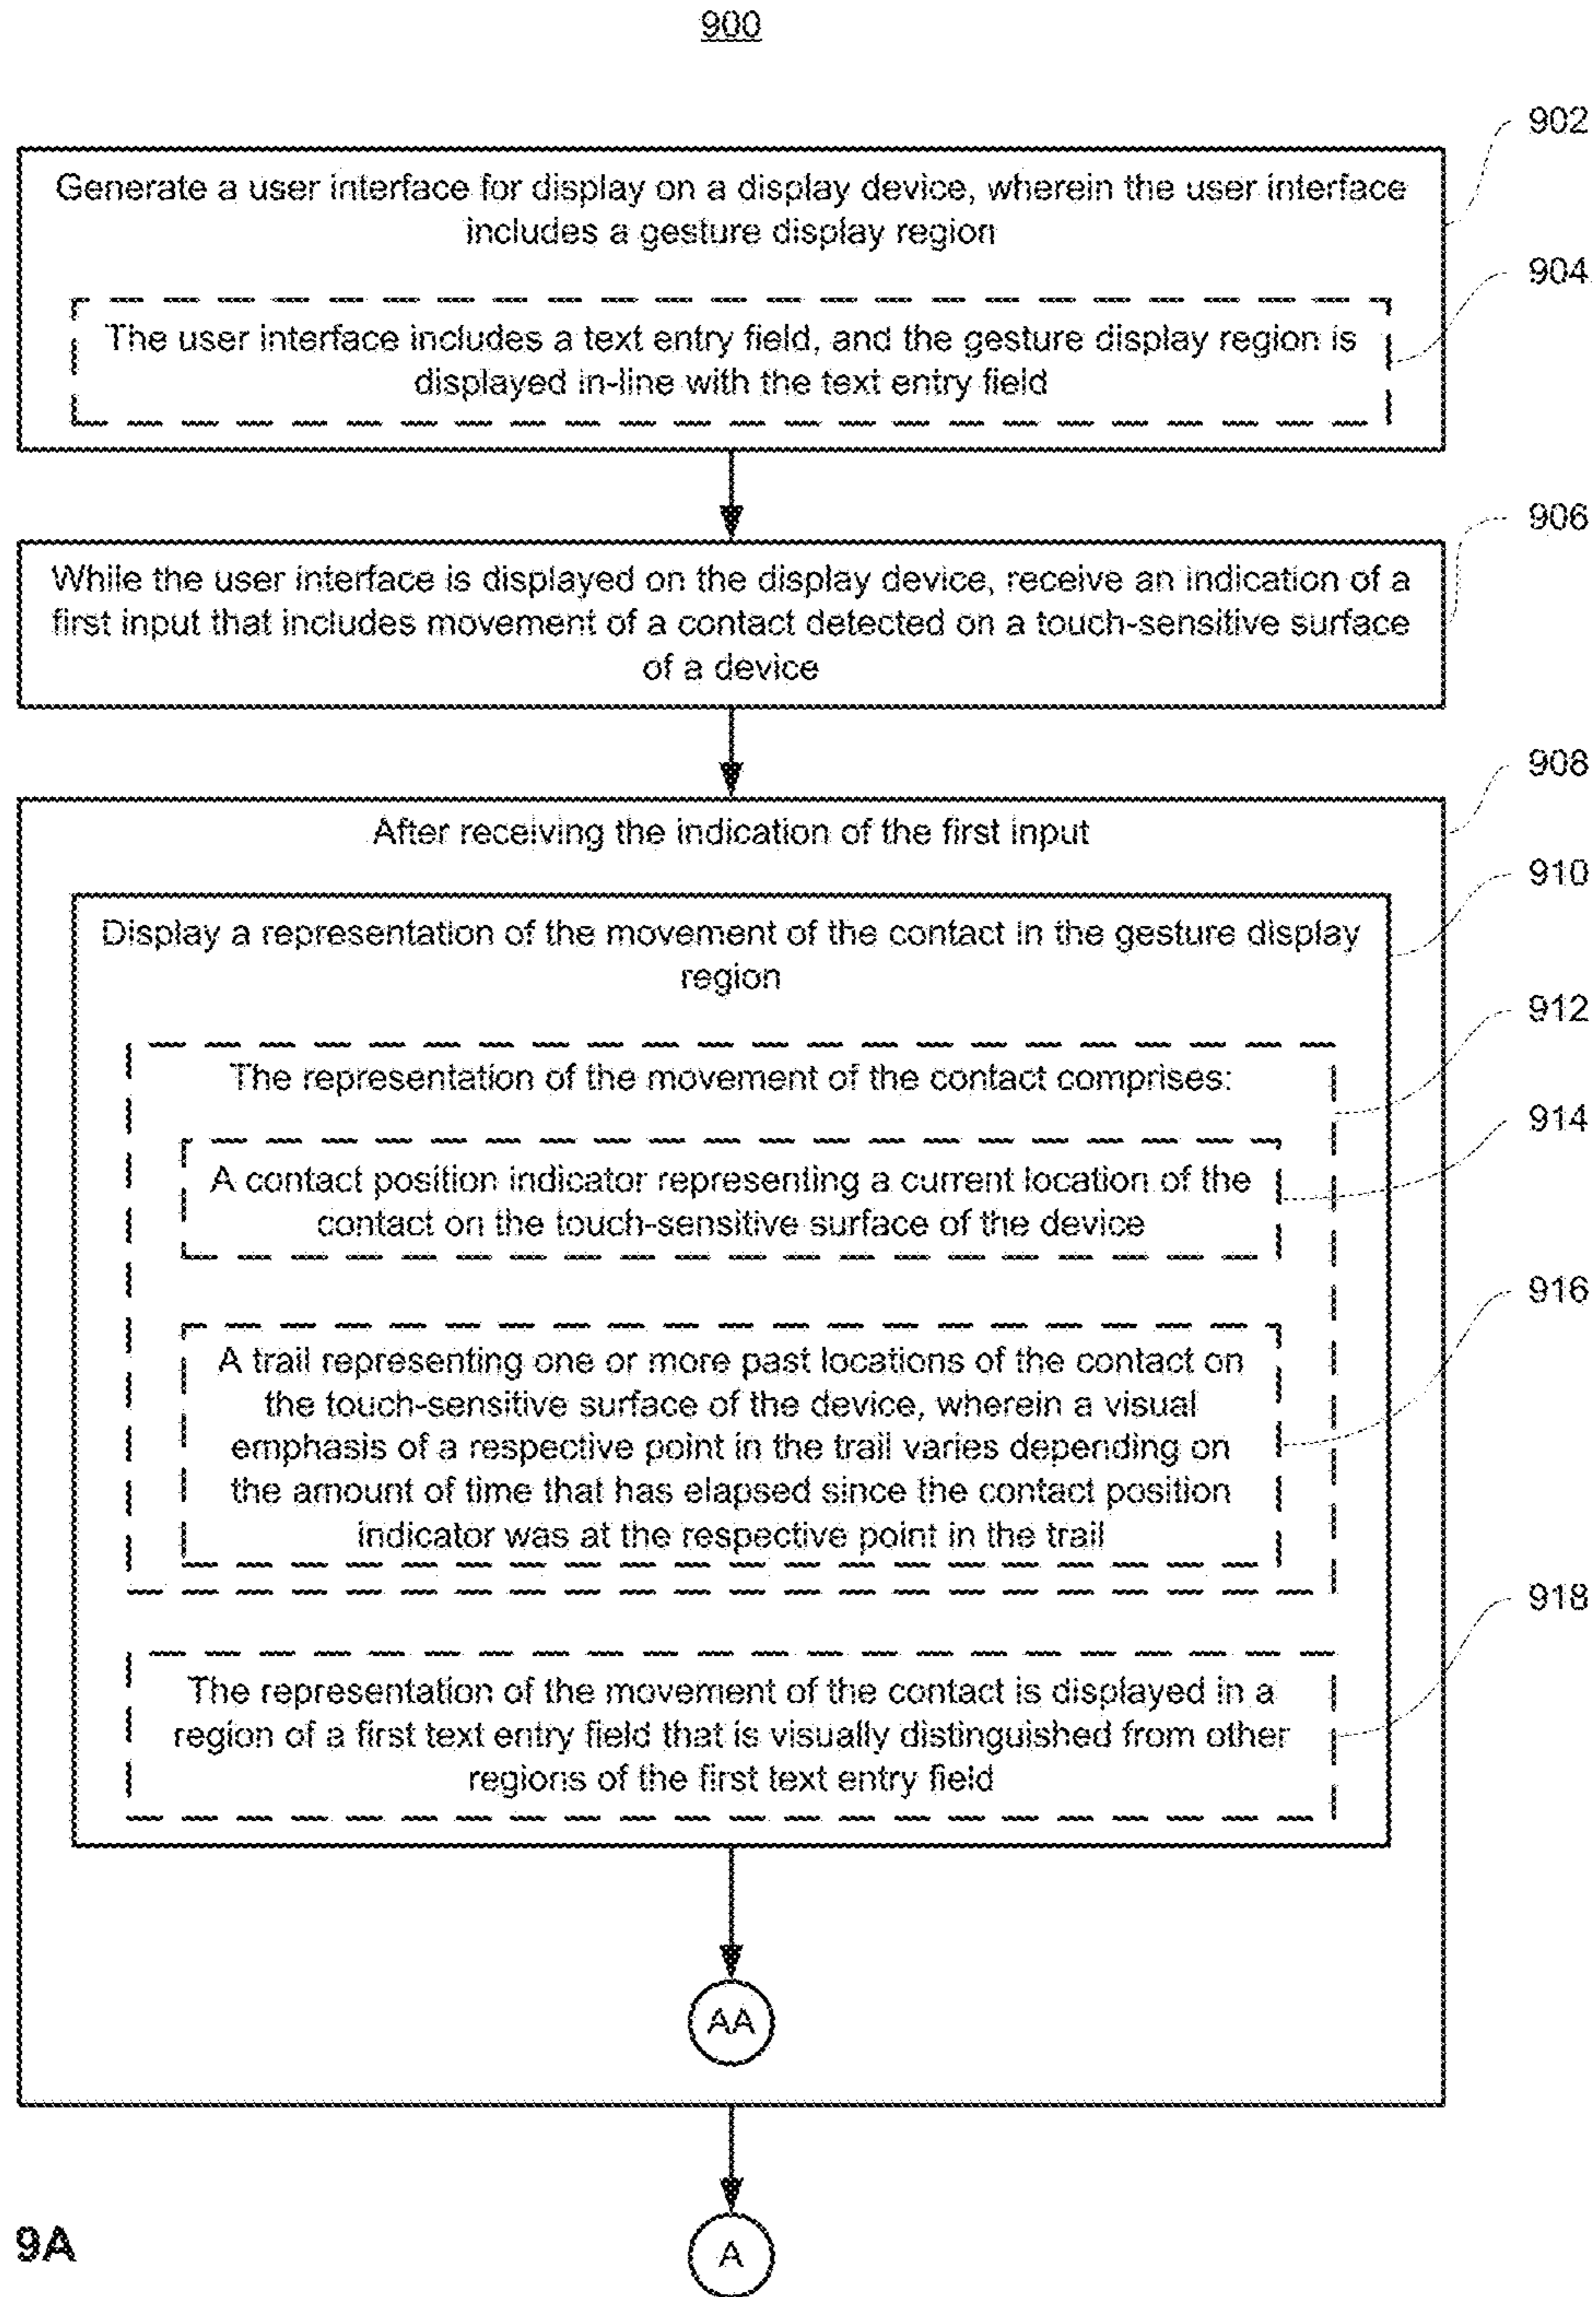 900
902
Generate a user interface for display on a display device, wherein the user interface
includes a gesture display region
904
The user interface includes a text entry field, and the gesture display region is
displayed in-line with the text entry field
906
While the user interface is displayed on the display device, receive an indication of a
first input that includes movement of a contact detected on a touch-sensitive surface
of a device
908
After receiving the indication of the first input
910
Display a representation of the movement of the contact in the gesture display
region
912
The representation of the movement of the contact comprises:
914
A contact position indicator representing a current location of the
contact on the touch-sensitive surface of the device
916
A trail representing one or more past locations of the contact on
the touch-sensitive surface of the device, wherein a visual
emphasis of a respective point in the trail varies depending on
the amount of time that has elapsed since the contact position
indicator was at the respective point in the trail
918
The representation of the movement of the contact is displayed in a
region of a first text entry field that is visually distinguished from other
regions of the first text entry field
AA
9A
A